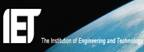 IET
The Institution of Engineering and Technology